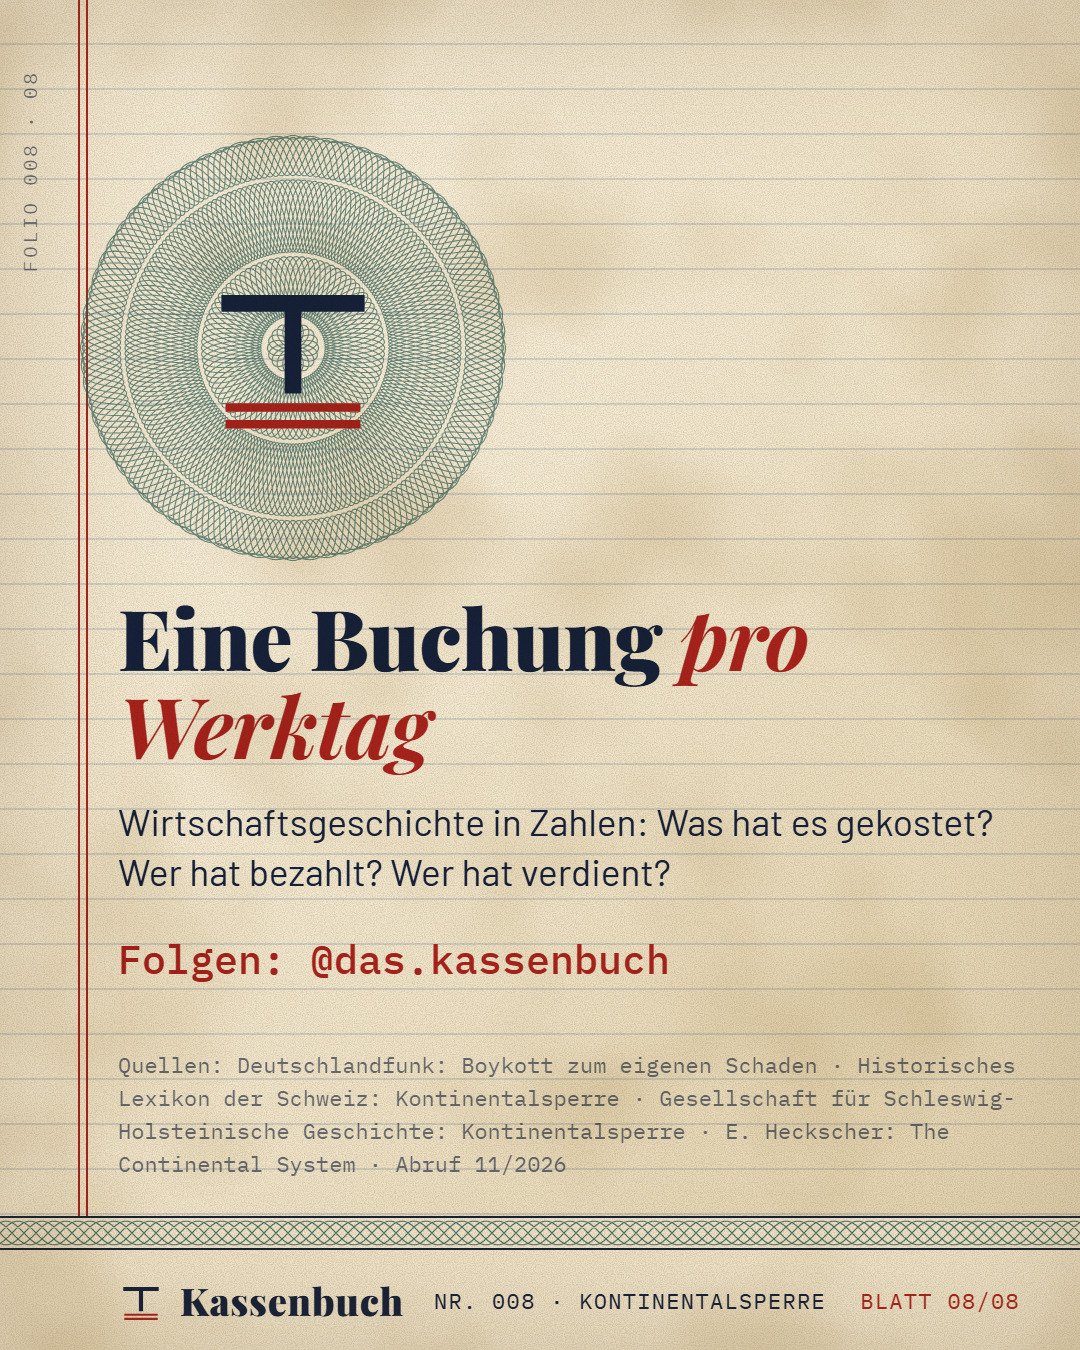 FOLIO 008 · 08
Eine Buchung pro
Werktag
Wirtschaftsgeschichte in Zahlen: Was hat es gekostet?
Wer hat bezahlt? Wer hat verdient?
Folgen: @das.kassenbuch
Quellen: Deutschlandfunk: Boykott zum eigenen Schaden · Historisches
Lexikon der Schweiz: Kontinentalsperre · Gesellschaft für Schleswig-
Holsteinische Geschichte: Kontinentalsperre · E. Heckscher: The
Continental System · Abruf 11/2026
Kassenbuch NR. 008 · KONTINENTALSPERRE BLATT 08/08